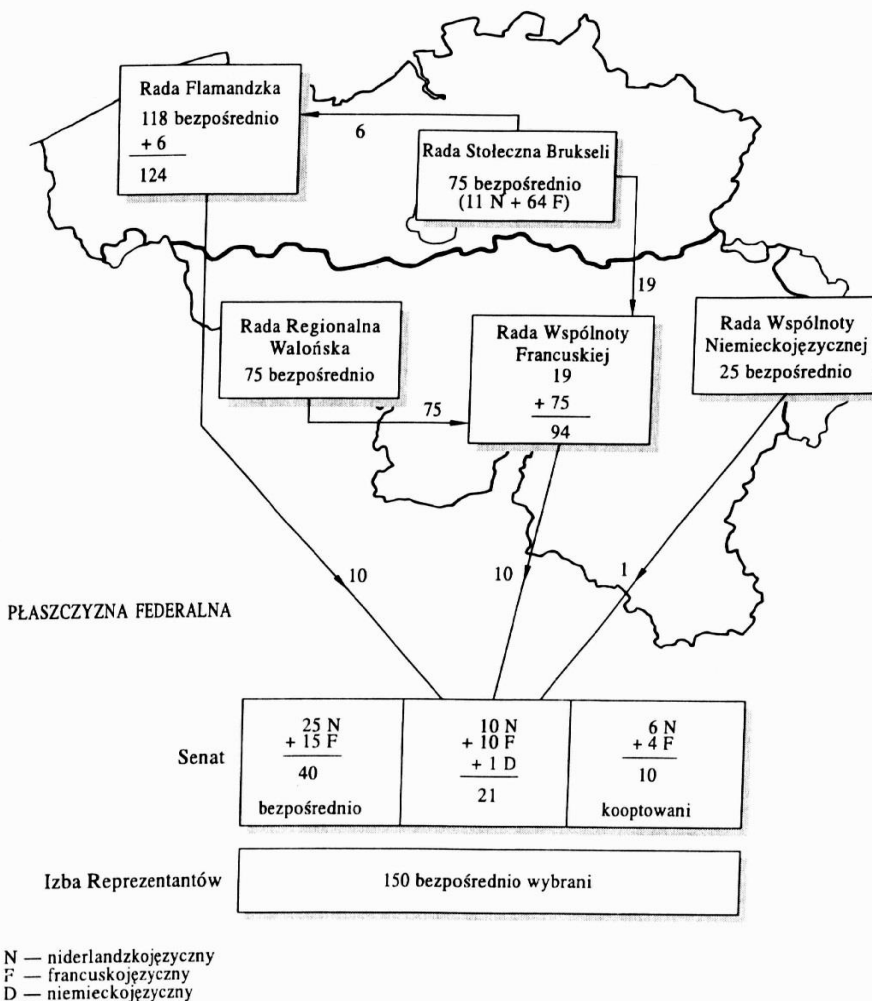 Rada Flamandzka
118 bezpośrednio
+ 6
124
6
Rada Stołeczna Brukseli
75 bezpośrednio
(11 N + 64 F)
19
Rada Regionalna
Walońska
75 bezpośrednio
75
Rada Wspólnoty
Francuskiej
19
+ 75
94
Rada Wspólnoty
Niemieckojęzycznej
25 bezpośrednio
10
10
1
PŁASZCZYZNA FEDERALNA
Senat
25 N
+ 15 F
40
bezpośrednio
10 N
+ 10 F
+ 1 D
21
6 N
+ 4 F
10
kooptowani
Izba Reprezentantów
150 bezpośrednio wybrani
N — niderlandzkojęzyczny
F — francuskojęzyczny
D — niemieckojęzyczny